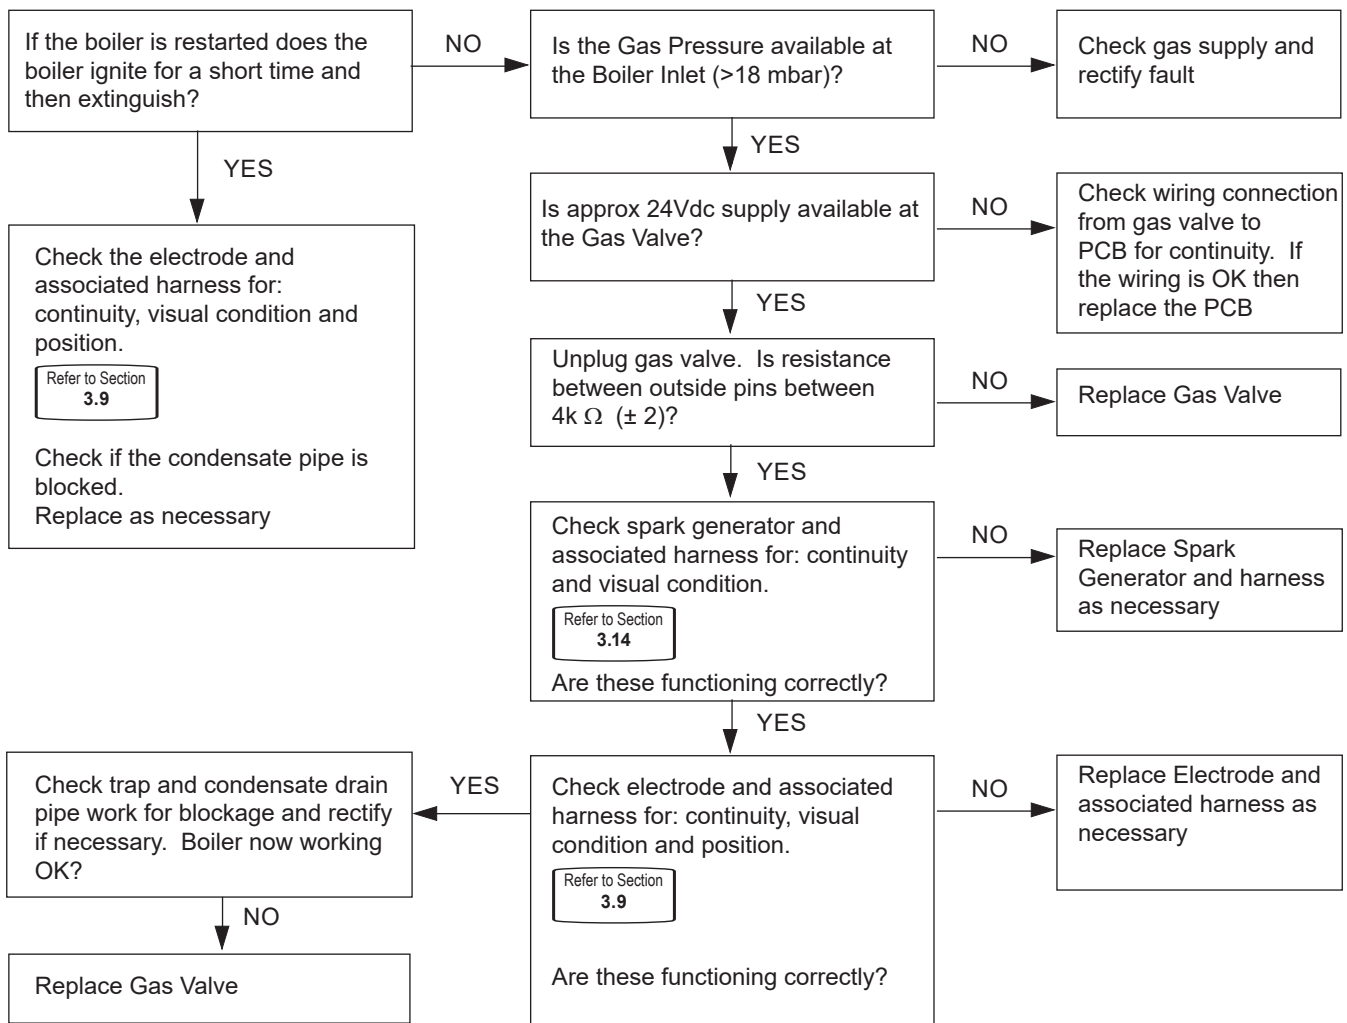 If the boiler is restarted does the
boiler ignite for a short time and
then extinguish?
NO
Is the Gas Pressure available at
the Boiler Inlet (>18 mbar)?
NO
Check gas supply and
rectify fault
YES
YES
Check the electrode and
associated harness for:
continuity, visual condition and
position.
Refer to Section
3.9
Check if the condensate pipe is
blocked.
Replace as necessary
Is approx 24Vdc supply available at
the Gas Valve?
NO
Check wiring connection
from gas valve to
PCB for continuity.  If
the wiring is OK then
replace the PCB
YES
Unplug gas valve.  Is resistance
between outside pins between
4k Ω  (± 2)?
NO
Replace Gas Valve
YES
Check spark generator and
associated harness for: continuity
and visual condition.
Refer to Section
3.14
Are these functioning correctly?
NO
Replace Spark
Generator and harness
as necessary
YES
Check electrode and associated
harness for: continuity, visual
condition and position.
Refer to Section
3.9
Are these functioning correctly?
NO
Replace Electrode and
associated harness as
necessary
YES
Check trap and condensate drain
pipe work for blockage and rectify
if necessary.  Boiler now working
OK?
NO
Replace Gas Valve